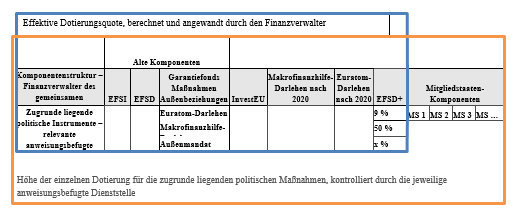 Effektive Dotierungsquote, berechnet und angewandt durch den Finanzverwalter
Alte Komponenten
Komponentenstruktur –
Finanzverwalter des
gemeinsamen
EFSI
EFSD
Garantiefonds
Maßnahmen
Außenbeziehungen
InvestEU
Makrofinanzhilfe-
Darlehen nach
2020
Euratom-
Darlehen
nach 2020
EFSD+
Mitgliedstaaten-
Komponenten
Zugrunde liegende
politische Instrumente –
relevante
anweisungsbefugte
Euratom-Darlehen
Makrofinanzhilfe-
Außenmandat
9 %
50 %
x %
MS 1
MS 2
MS 3
MS ...
Höhe der einzelnen Dotierung für die zugrunde liegenden politischen Maßnahmen, kontrolliert durch die jeweilige
anweisungsbefugte Dienststelle